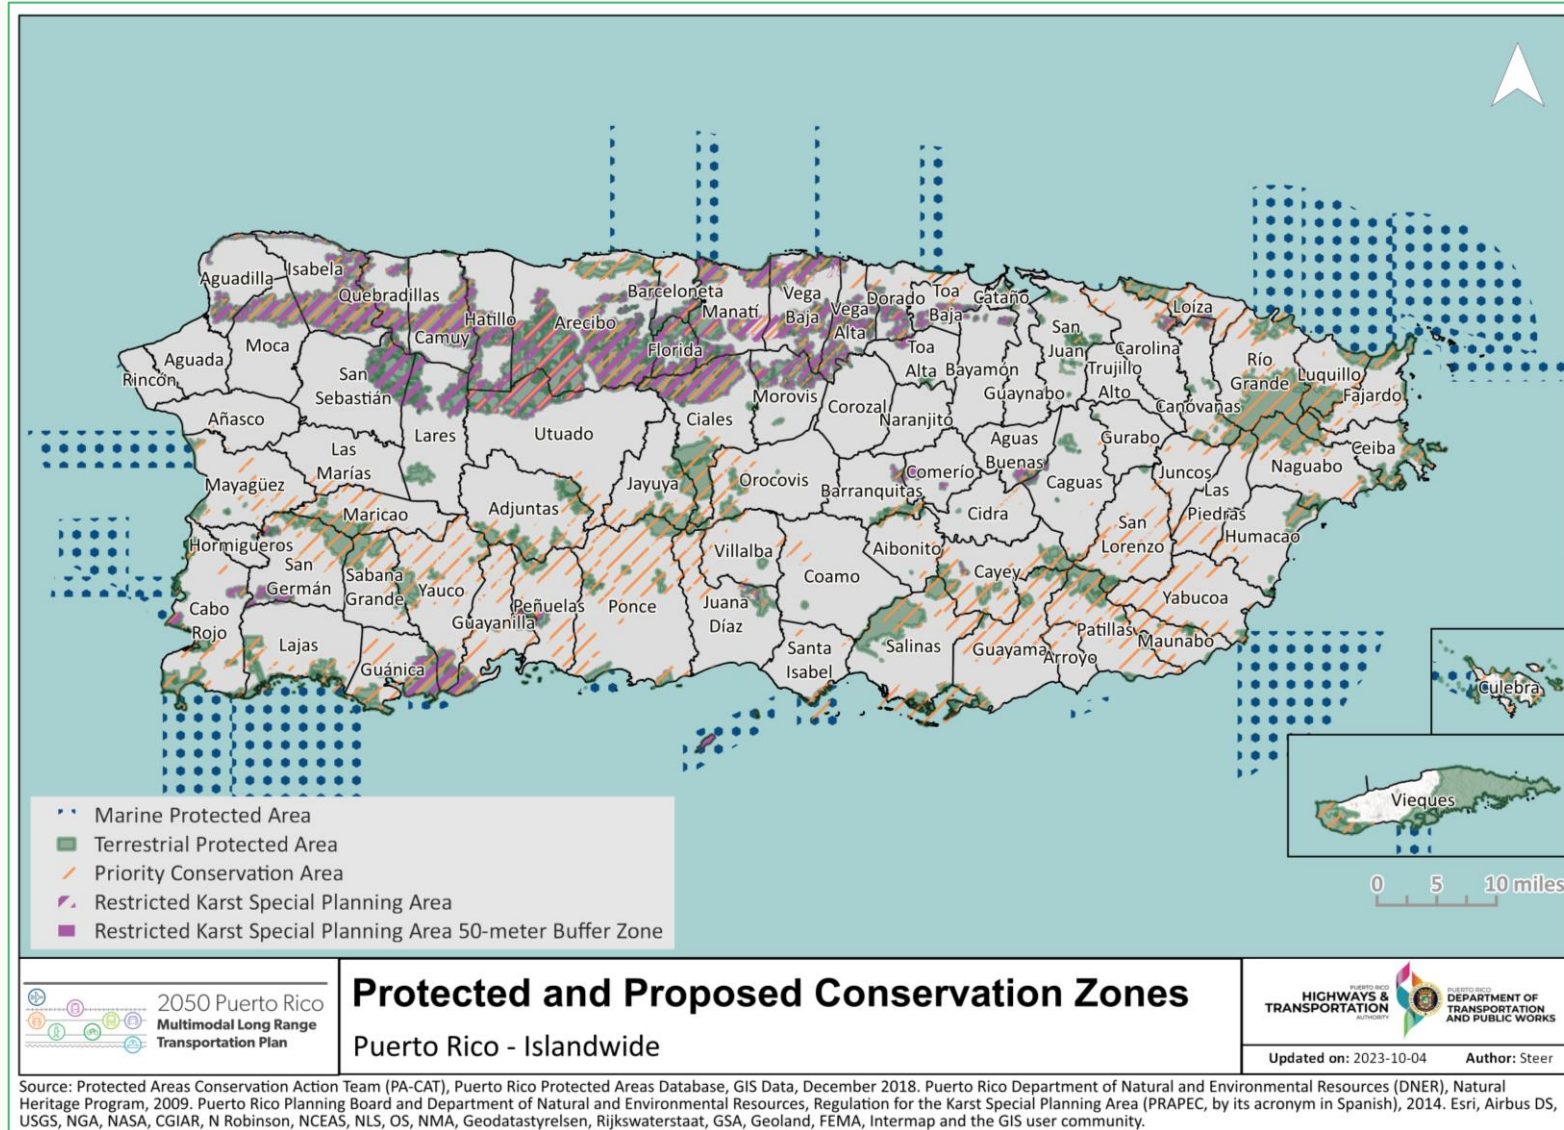 Aguadilla
Isabela
Quebradillas
Camuy
Hatillo
Arecibo
Barceloneta
Florida
Manatí
Vega
Baja
Vega
Alta
Dorado
Toa
Baja
Cataño
San
Juan
Carolina
Loiza
Trujillo
Alto
Río
Grande
Luquillo
Fajardo
Canóvanas
Toa
Alta
Bayamón
Guaynabo
Moca
Aguada
Rincón
San
Sebastián
Añasco
Las
Marías
Lares
Utuado
Ciales
Morovis
Corozal
Naranjito
Aguas
Buenas
Gurabo
Ceiba
Naguabo
Juncos
Las
Piedras
Humacao
Mayagüez
Maricao
Adjuntas
Jayuya
Orocovis
Barranquitas
Comerío
Caguas
Cidra
San
Lorenzo
Hormigueros
San
Germán
Sabana
Grande
Yauco
Guayanilla
Peñuelas
Ponce
Villalba
Juana
Díaz
Coamo
Aibonito
Cayey
Yabucoa
Cabo
Rojo
Lajas
Guánica
Santa
Isabel
Salinas
Guayama
Arroyo
Patillas
Maunabo
Culebra
Vieques
0 5 10 miles
Marine Protected Area
Terrestrial Protected Area
Priority Conservation Area
Restricted Karst Special Planning Area
Restricted Karst Special Planning Area 50-meter Buffer Zone
2050 Puerto Rico
Multimodal Long Range
Transportation Plan
Protected and Proposed Conservation Zones
Puerto Rico - Islandwide
PUERTO RICO
HIGHWAYS &
TRANSPORTATION
AUTHORITY
PUERTO RICO
DEPARTMENT OF
TRANSPORTATION
AND PUBLIC WORKS
Updated on: 2023-10-04 Author: Steer
Source: Protected Areas Conservation Action Team (PA-CAT), Puerto Rico Protected Areas Database, GIS Data, December 2018. Puerto Rico Department of Natural and Environmental Resources (DNER), Natural
Heritage Program, 2009. Puerto Rico Planning Board and Department of Natural and Environmental Resources, Regulation for the Karst Special Planning Area (PRAPEC, by its acronym in Spanish), 2014. Esri, Airbus DS,
USGS, NGA, NASA, CGIAR, N Robinson, NCEAS, NLS, OS, NMA, Geodatastyrelsen, Rijkswaterstaat, GSA, Geoland, FEMA, Intermap and the GIS user community.